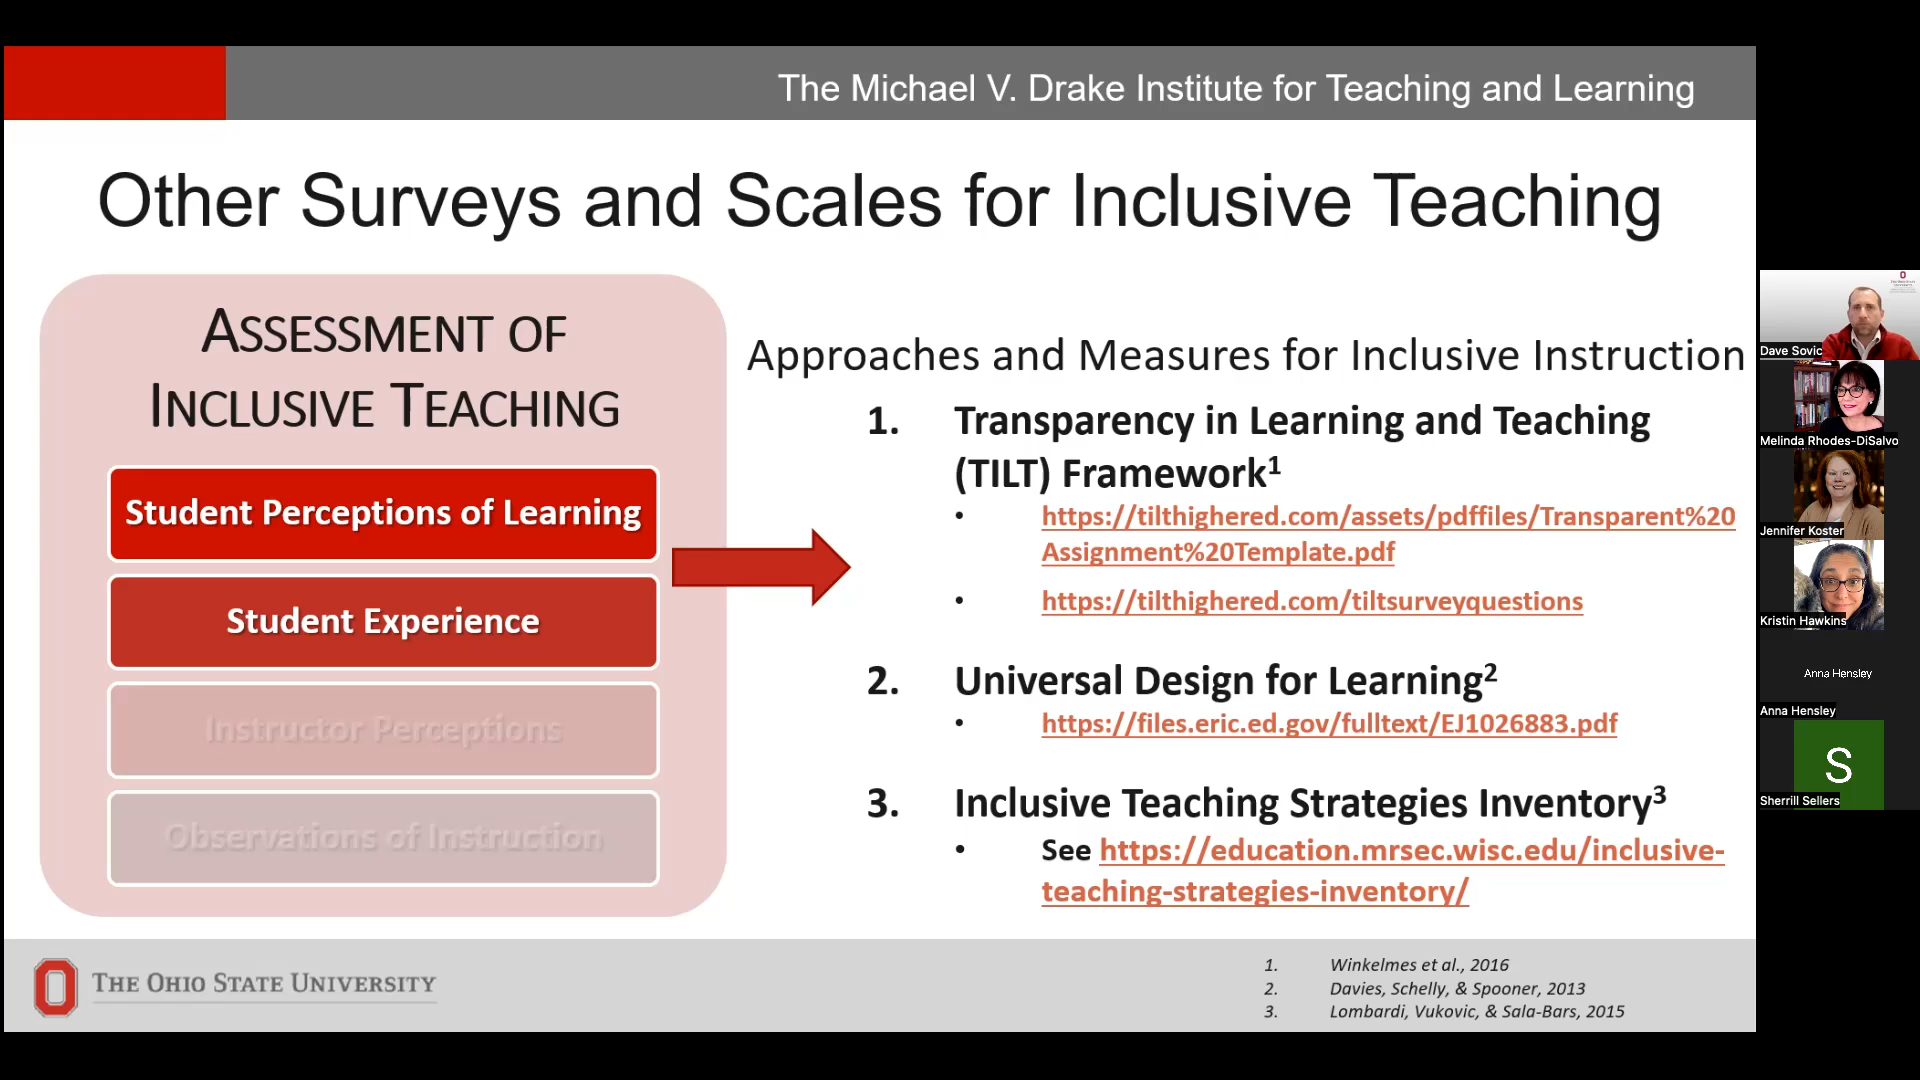 The Michael V. Drake Institute for Teaching and Learning
Other Surveys and Scales for Inclusive Teaching
ASSESSMENT OF
INCLUSIVE TEACHING
Student Perceptions of Learning
Student Experience
Instructor Perceptions
Observations of Instruction
Approaches and Measures for Inclusive Instruction
1. Transparency in Learning and Teaching
(TILT) Framework¹
• https://tilthighered.com/assets/pdffiles/Transparent%20
Assignment%20Template.pdf
• https://tilthighered.com/tiltsurveyquestions
2. Universal Design for Learning²
• https://files.eric.ed.gov/fulltext/EJ1026883.pdf
3. Inclusive Teaching Strategies Inventory³
• See https://education.mrsec.wisc.edu/inclusive-
teaching-strategies-inventory/
THE OHIO STATE UNIVERSITY
1. Winkelmes et al., 2016
2. Davies, Schelly, & Spooner, 2013
3. Lombardi, Vukovic, & Sala-Bars, 2015
Dave Sovic
Melinda Rhodes-DiSalvo
Jennifer Koster
Kristin Hawkins
Anna Hensley
Anna Hensley
S
Sherrill Sellers